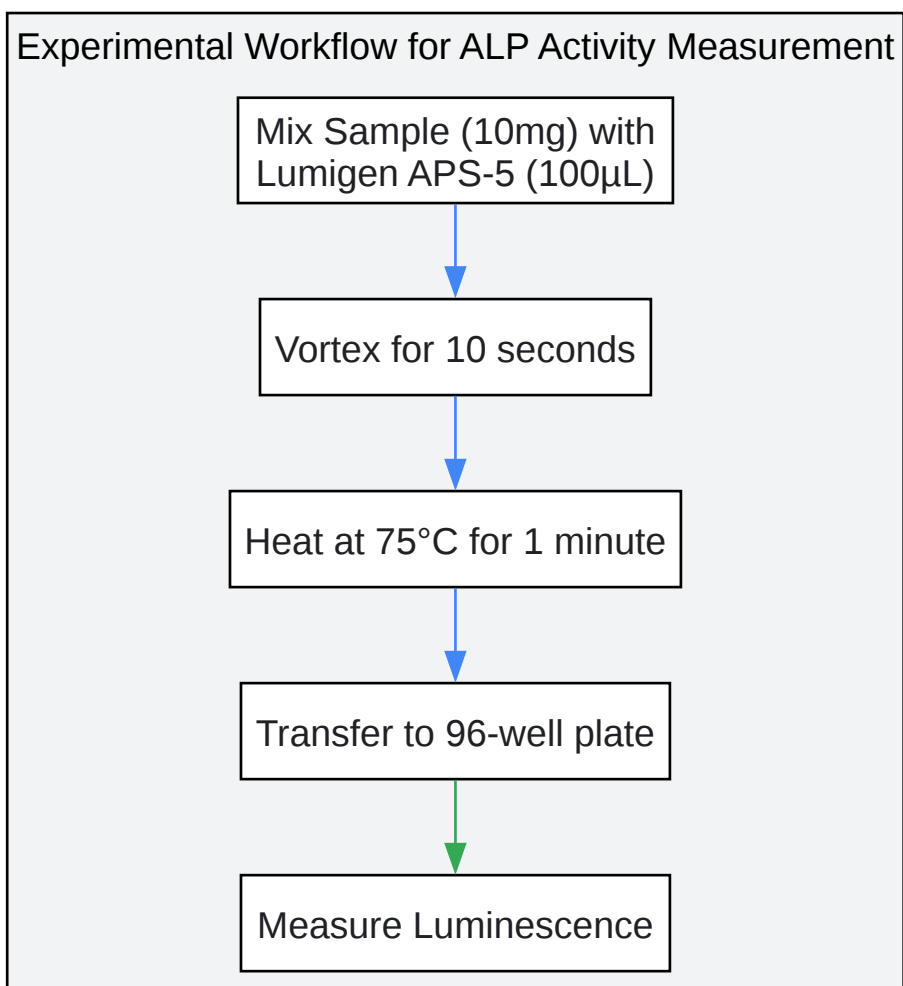 Experimental Workflow for ALP Activity Measurement
Mix Sample (10mg) with
Lumigen APS-5 (100µL)
Vortex for 10 seconds
Heat at 75°C for 1 minute
Transfer to 96-well plate
Measure Luminescence